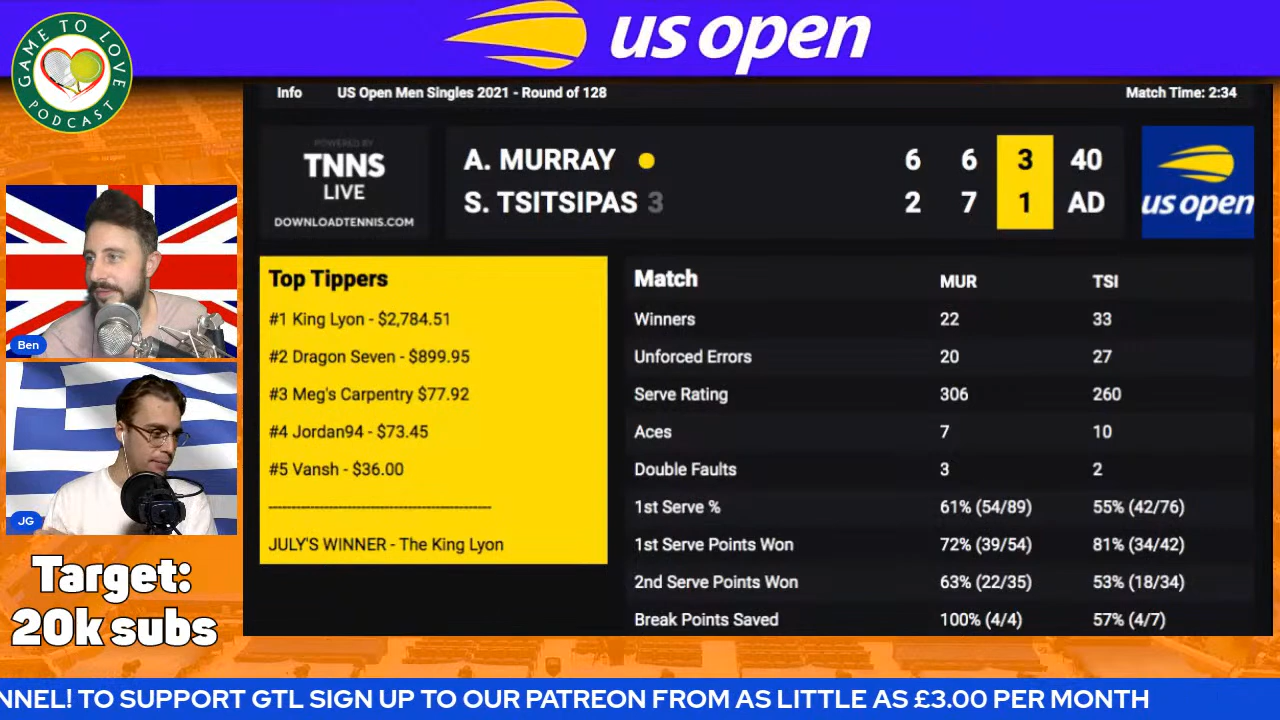 GAME TO LOVE
PODCAST
us open
Info US Open Men Singles 2021 - Round of 128 Match Time: 2:34
POWERED BY
TNNS
LIVE
DOWNLOADTENNIS.COM
A. MURRAY 6 6 3 40
S. TSITSIPAS 3 2 7 1 AD
us open
Top Tippers
#1 King Lyon - $2,784.51
#2 Dragon Seven - $899.95
#3 Meg's Carpentry $77.92
#4 Jordan94 - $73.45
#5 Vansh - $36.00
--------------------------------------------------
JULY'S WINNER - The King Lyon
Match MUR TSI
Winners 22 33
Unforced Errors 20 27
Serve Rating 306 260
Aces 7 10
Double Faults 3 2
1st Serve % 61% (54/89) 55% (42/76)
1st Serve Points Won 72% (39/54) 81% (34/42)
2nd Serve Points Won 63% (22/35) 53% (18/34)
Break Points Saved 100% (4/4) 57% (4/7)
Ben
JG
Target:
20k subs
NNEL! TO SUPPORT GTL SIGN UP TO OUR PATREON FROM AS LITTLE AS £3.00 PER MONTH